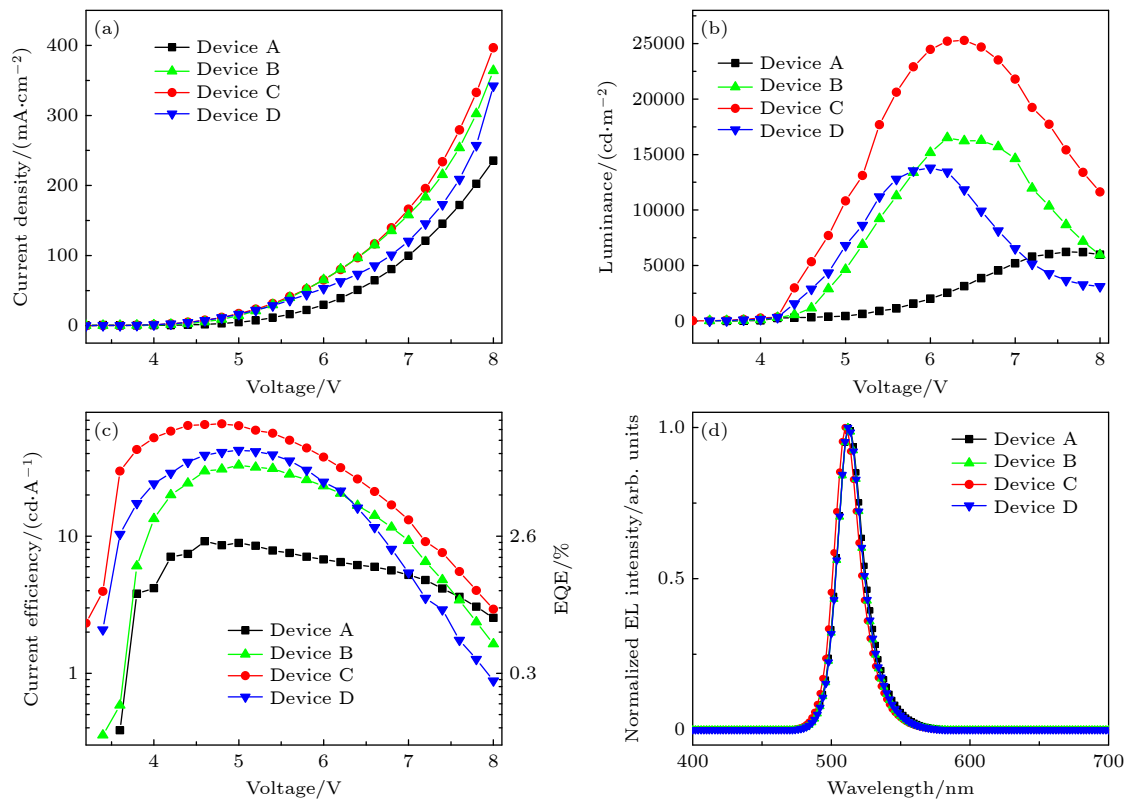 (a)
Device A
Device B
Device C
Device D
400
300
200
100
0
4
5
6
7
8
Current density/(mA·cm−2)
Voltage/V
(b)
Device A
Device B
Device C
Device D
25000
20000
15000
10000
5000
0
4
5
6
7
8
Luminance/(cd·m−2)
Voltage/V
(c)
Device A
Device B
Device C
Device D
10
1
2.6
0.3
4
5
6
7
8
Current efficiency/(cd·A−1)
EQE/%
Voltage/V
(d)
Device A
Device B
Device C
Device D
1.0
0.5
0
400
500
600
700
Normalized EL intensity/arb. units
Wavelength/nm